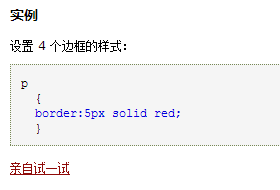 实例
设置 4 个边框的样式：
p
{
border:5px solid red;
}
亲自试一试